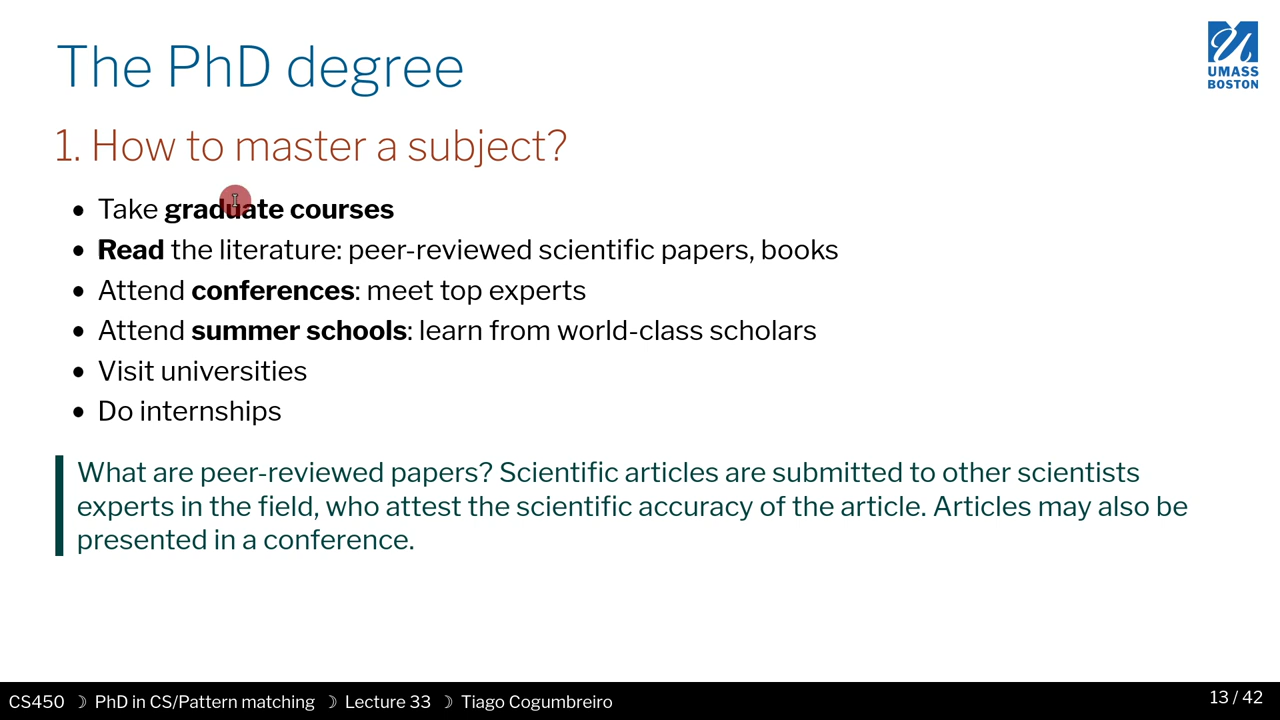 The PhD degree
UMASS
BOSTON
1. How to master a subject?
• Take graduate courses
• Read the literature: peer-reviewed scientific papers, books
• Attend conferences: meet top experts
• Attend summer schools: learn from world-class scholars
• Visit universities
• Do internships
What are peer-reviewed papers? Scientific articles are submitted to other scientists
experts in the field, who attest the scientific accuracy of the article. Articles may also be
presented in a conference.
CS450 ☽ PhD in CS/Pattern matching ☽ Lecture 33 ☽ Tiago Cogumbreiro
13 / 42